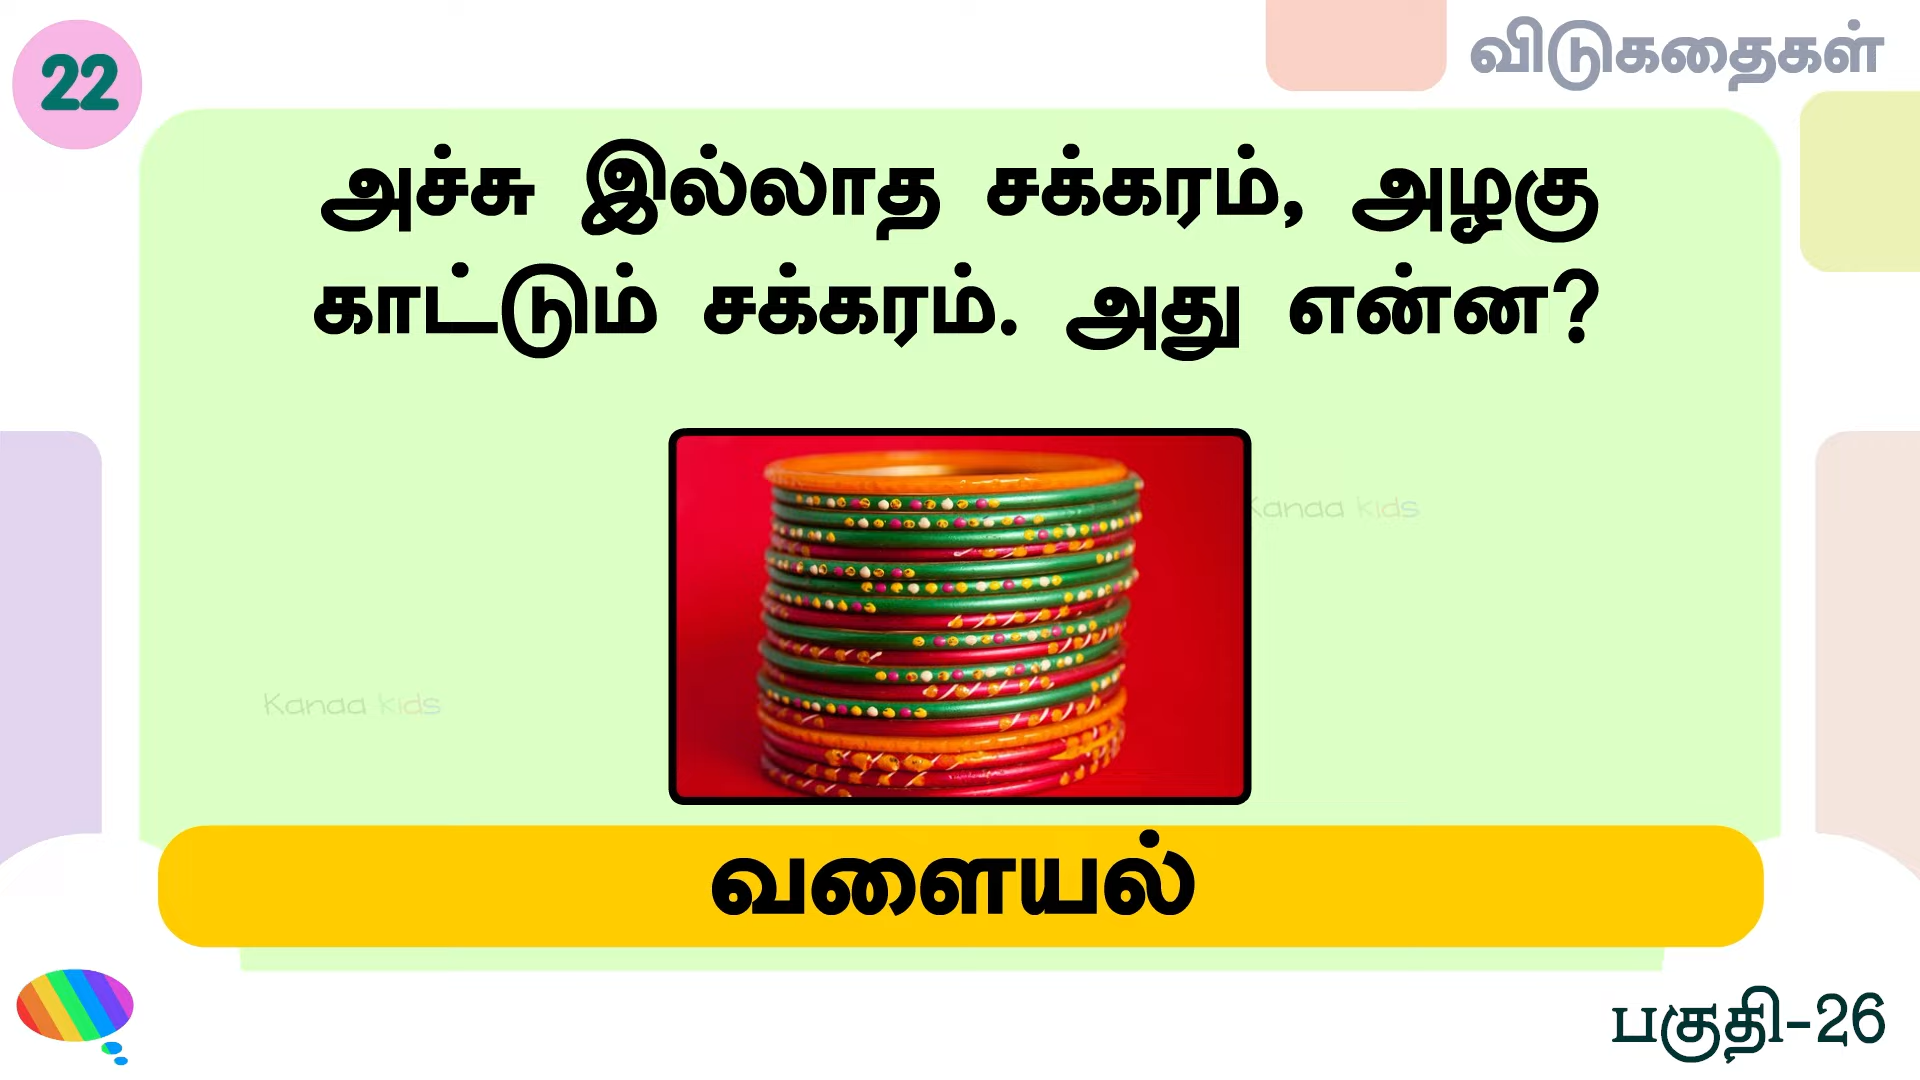 22
விடுகதைகள்
அச்சு இல்லாத சக்கரம், அழகு
காட்டும் சக்கரம். அது என்ன?
Kanaa kids
Kanaa kids
வளையல்
பகுதி-26